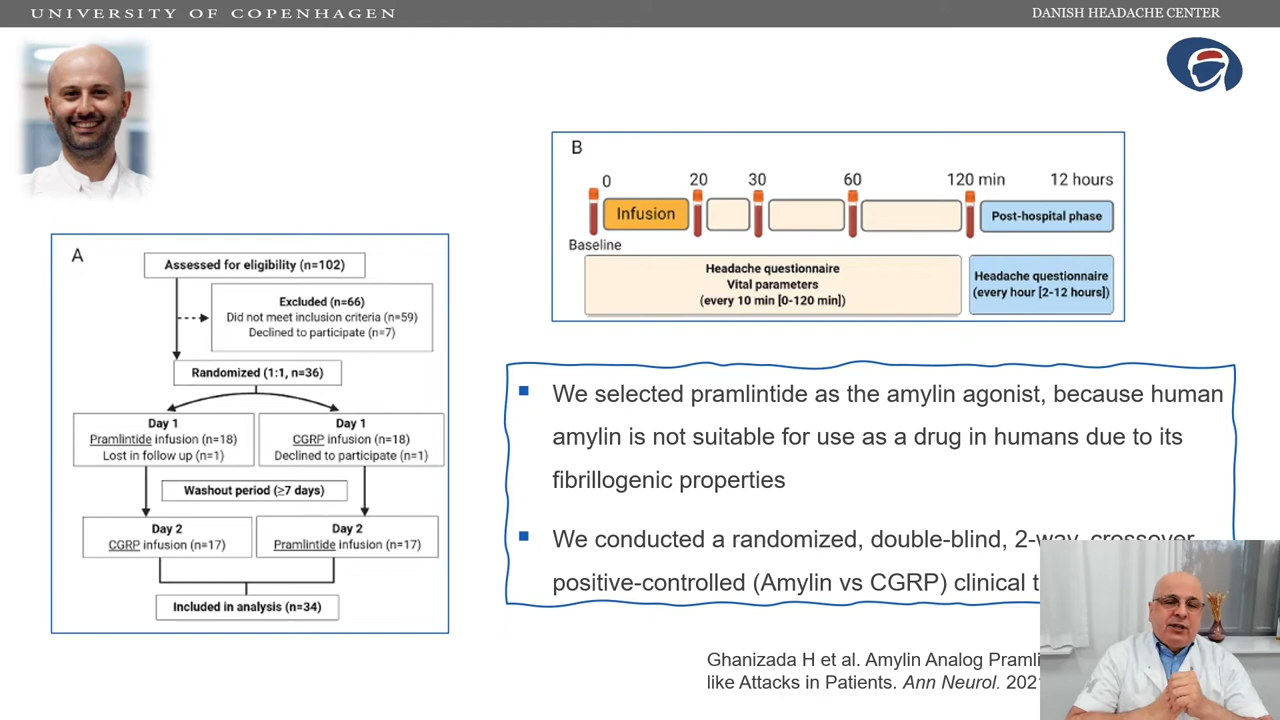 UNIVERSITY OF COPENHAGEN
DANISH HEADACHE CENTER
A
Assessed for eligibility (n=102)
Excluded (n=66)
Did not meet inclusion criteria (n=59)
Declined to participate (n=7)
Randomized (1:1, n=36)
Day 1
Pramlintide infusion (n=18)
Lost in follow up (n=1)
Day 1
CGRP infusion (n=18)
Declined to participate (n=1)
Washout period (≥7 days)
Day 2
CGRP infusion (n=17)
Day 2
Pramlintide infusion (n=17)
Included in analysis (n=34)
B
0 20 30 60 120 min 12 hours
Infusion
Post-hospital phase
Baseline
Headache questionnaire
Vital parameters
(every 10 min [0-120 min])
Headache questionnaire
(every hour [2-12 hours])
We selected pramlintide as the amylin agonist, because human
amylin is not suitable for use as a drug in humans due to its
fibrillogenic properties
We conducted a randomized, double-blind, 2-way, crossover,
positive-controlled (Amylin vs CGRP) clinical
Ghanizada H et al. Amylin Analog
like Attacks in Patients. Ann Neurol.